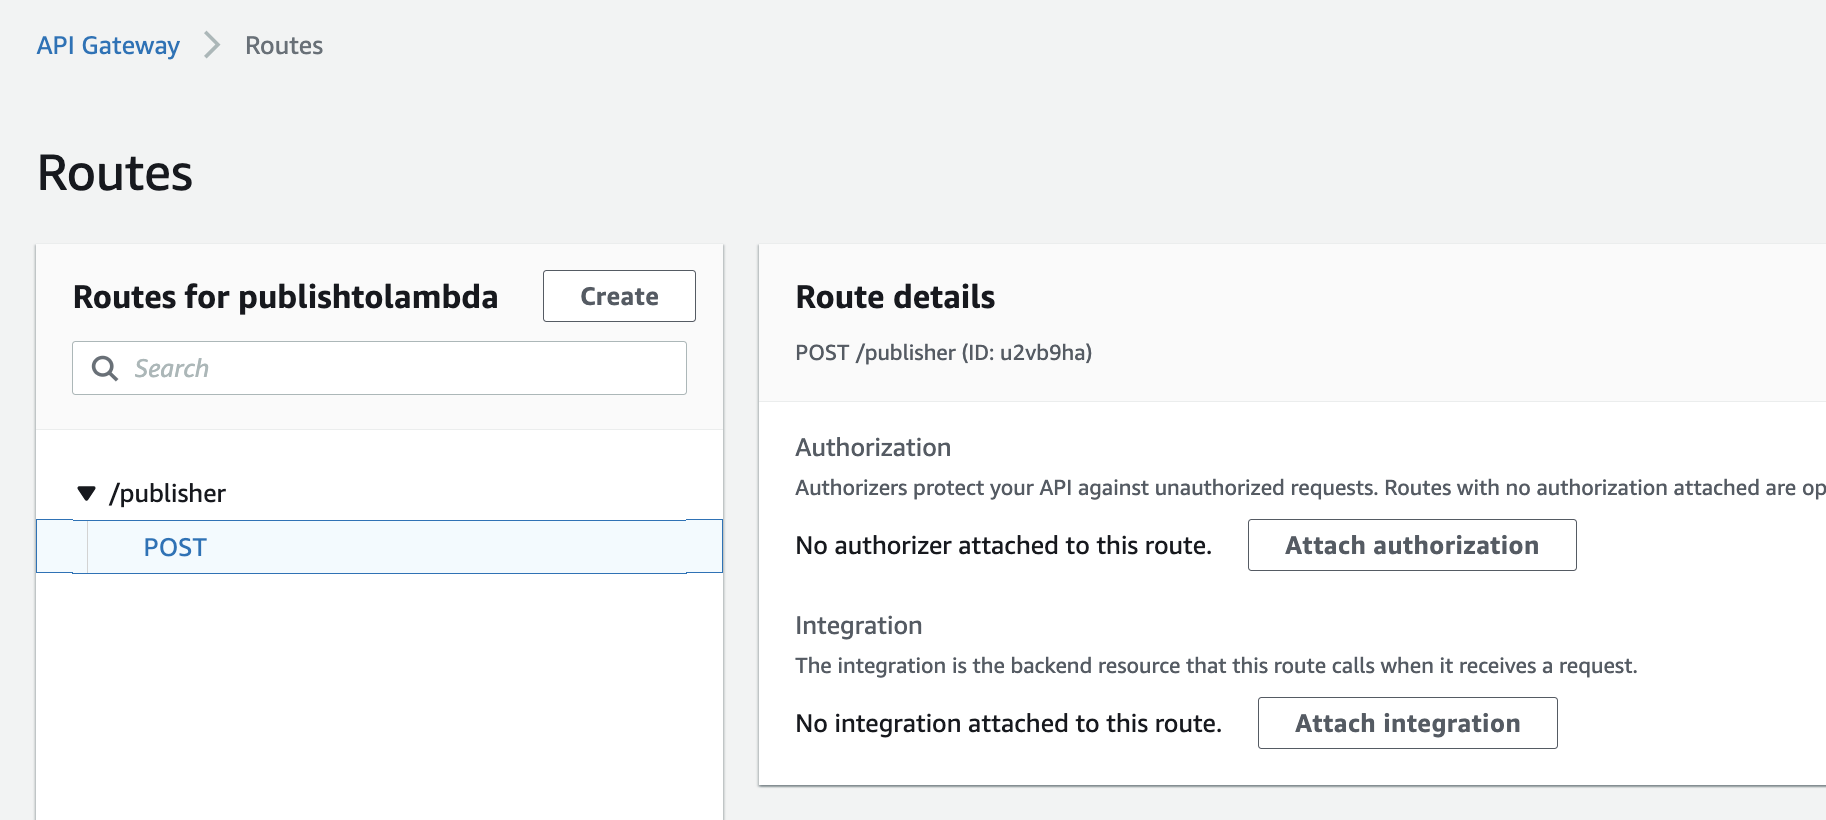 API Gateway Routes
Routes
Routes for publishtolambda
Create
Search
/publisher
POST
Route details
POST /publisher (ID: u2vb9ha)
Authorization
Authorizers protect your API against unauthorized requests. Routes with no authorization attached are op
No authorizer attached to this route.
Attach authorization
Integration
The integration is the backend resource that this route calls when it receives a request.
No integration attached to this route.
Attach integration